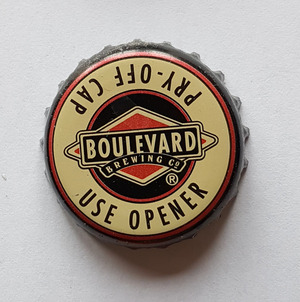 PRY-OFF CAP
BOULEVARD
BREWING Co
®
USE OPENER